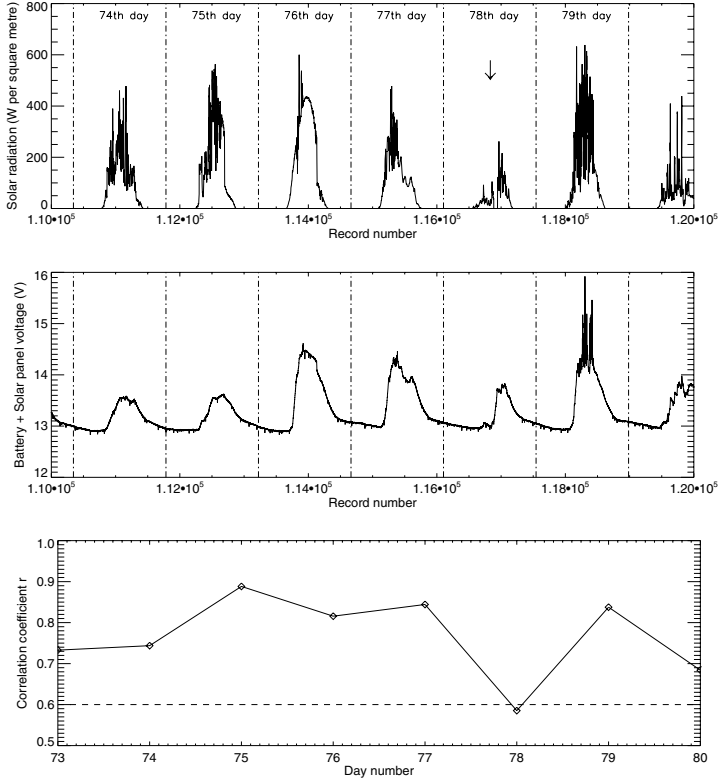 800
74th day 75th day 76th day 77th day 78th day 79th day
600
400
200
0
Solar radiation (W per square metre)
1.10•10⁵ 1.12•10⁵ 1.14•10⁵ 1.16•10⁵ 1.18•10⁵ 1.20•10⁵
Record number
16
15
14
13
12
Battery + Solar panel voltage (V)
1.10•10⁵ 1.12•10⁵ 1.14•10⁵ 1.16•10⁵ 1.18•10⁵ 1.20•10⁵
Record number
1.0
0.9
0.8
0.7
0.6
0.5
Correlation coefficient r
73 74 75 76 77 78 79 80
Day number